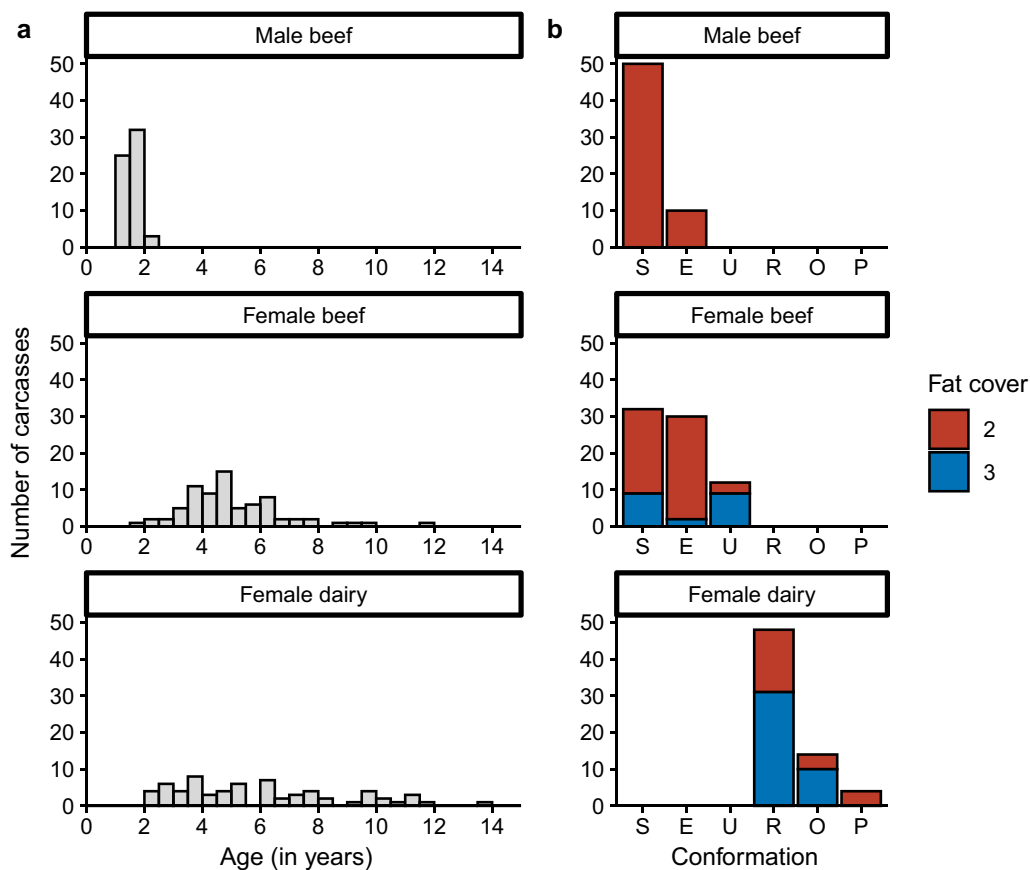 a
Male beef
50
40
30
20
10
0
0 2 4 6 8 10 12 14
Female beef
50
40
30
20
10
0
0 2 4 6 8 10 12 14
Female dairy
50
40
30
20
10
0
0 2 4 6 8 10 12 14
Number of carcasses
Age (in years)
b
Male beef
50
40
30
20
10
0
S E U R O P
Female beef
50
40
30
20
10
0
S E U R O P
Female dairy
50
40
30
20
10
0
S E U R O P
Conformation
Fat cover
2
3